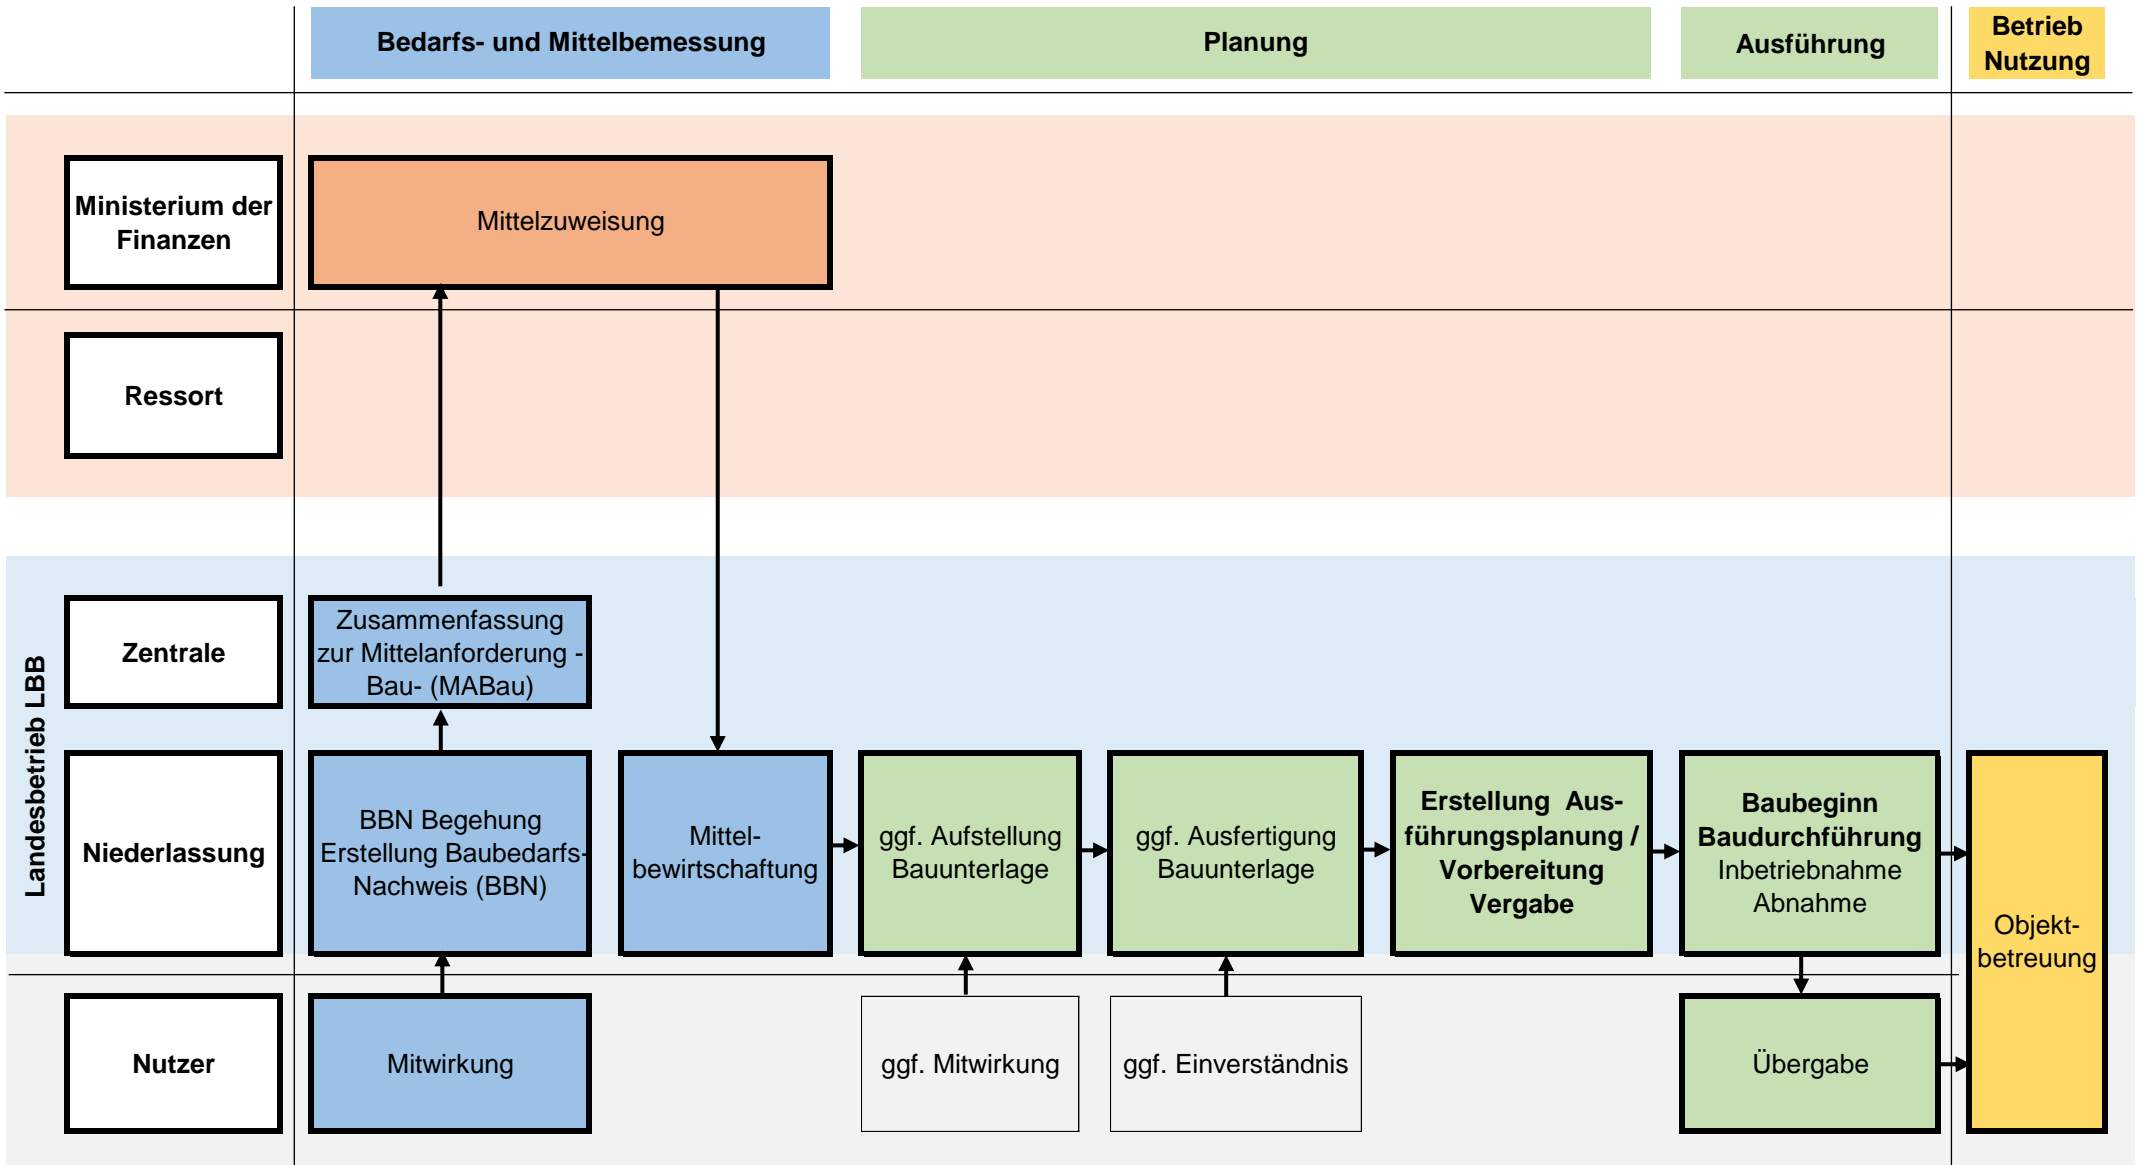 Bedarfs- und Mittelbemessung
Planung
Ausführung
Betrieb
Nutzung
Ministerium der
Finanzen
Mittelzuweisung
Ressort
Landesbetrieb LBB
Zentrale
Zusammenfassung
zur Mittelanforderung -
Bau- (MABau)
Niederlassung
BBN Begehung
Erstellung Baubedarfs-
Nachweis (BBN)
Mittel-
bewirtschaftung
ggf. Aufstellung
Bauunterlage
ggf. Ausfertigung
Bauunterlage
Erstellung Aus-
führungsplanung /
Vorbereitung
Vergabe
Baubeginn
Baudurchführung
Inbetriebnahme
Abnahme
Objekt-
betreuung
Nutzer
Mitwirkung
ggf. Mitwirkung
ggf. Einverständnis
Übergabe